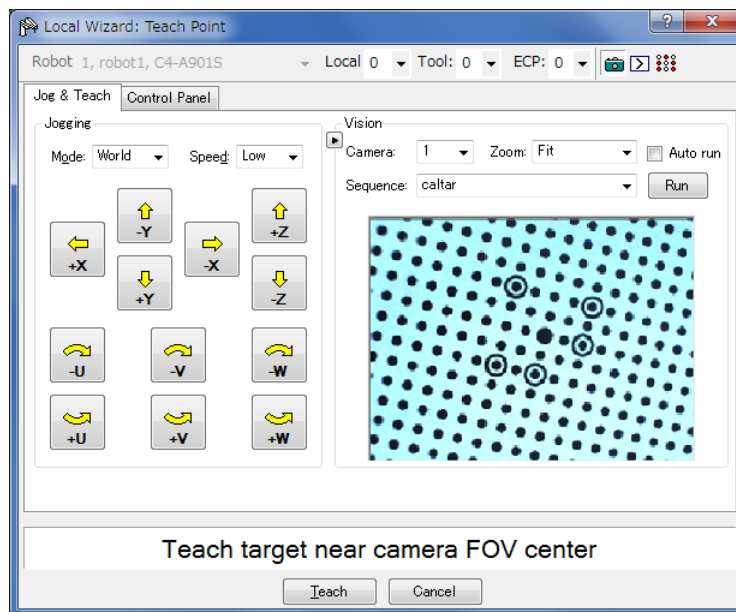 Local Wizard: Teach Point
Robot 1, robot1, C4-A901S Local 0 Tool: 0 ECP: 0
Jog & Teach Control Panel
Jogging
Mode: World Speed: Low
-Y
+Z
+X
-X
+Y
-Z
-U
-V
-W
+U
+V
+W
Vision
Camera: 1 Zoom: Fit Auto run
Sequence: caltar Run
Teach target near camera FOV center
Teach Cancel